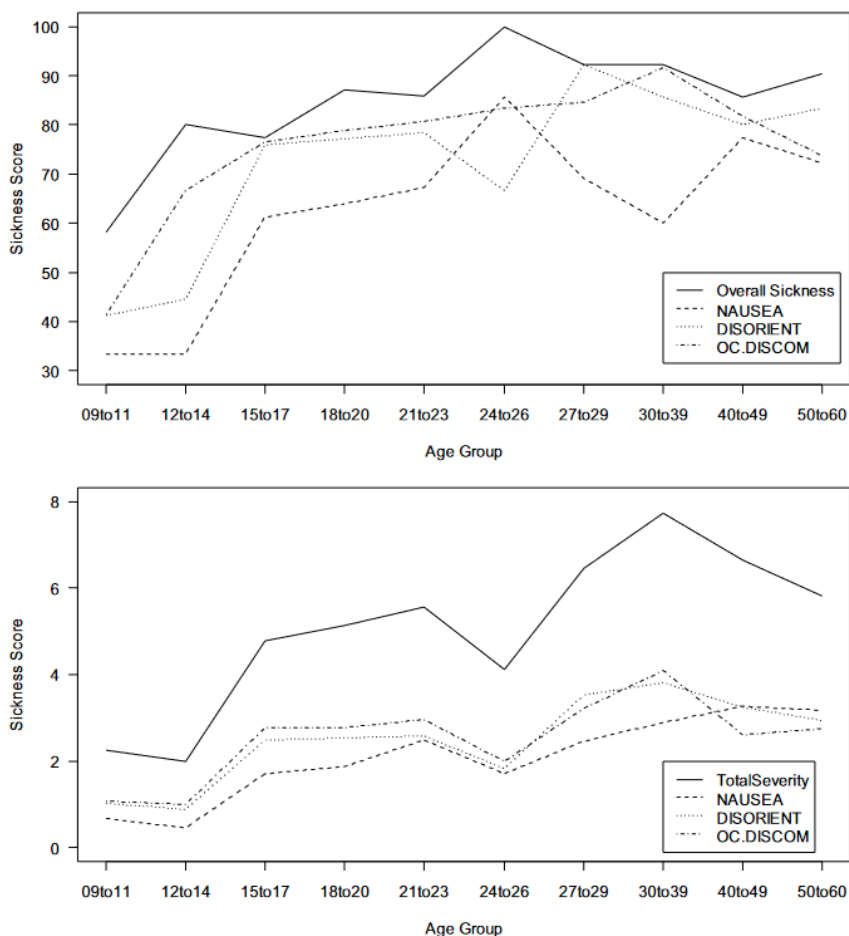 100
90
80
70
60
50
40
30
Sickness Score
Overall Sickness
NAUSEA
DISORIENT
OC.DISCOM
09to11 12to14 15to17 18to20 21to23 24to26 27to29 30to39 40to49 50to60
Age Group
8
6
4
2
0
Sickness Score
TotalSeverity
NAUSEA
DISORIENT
OC.DISCOM
09to11 12to14 15to17 18to20 21to23 24to26 27to29 30to39 40to49 50to60
Age Group